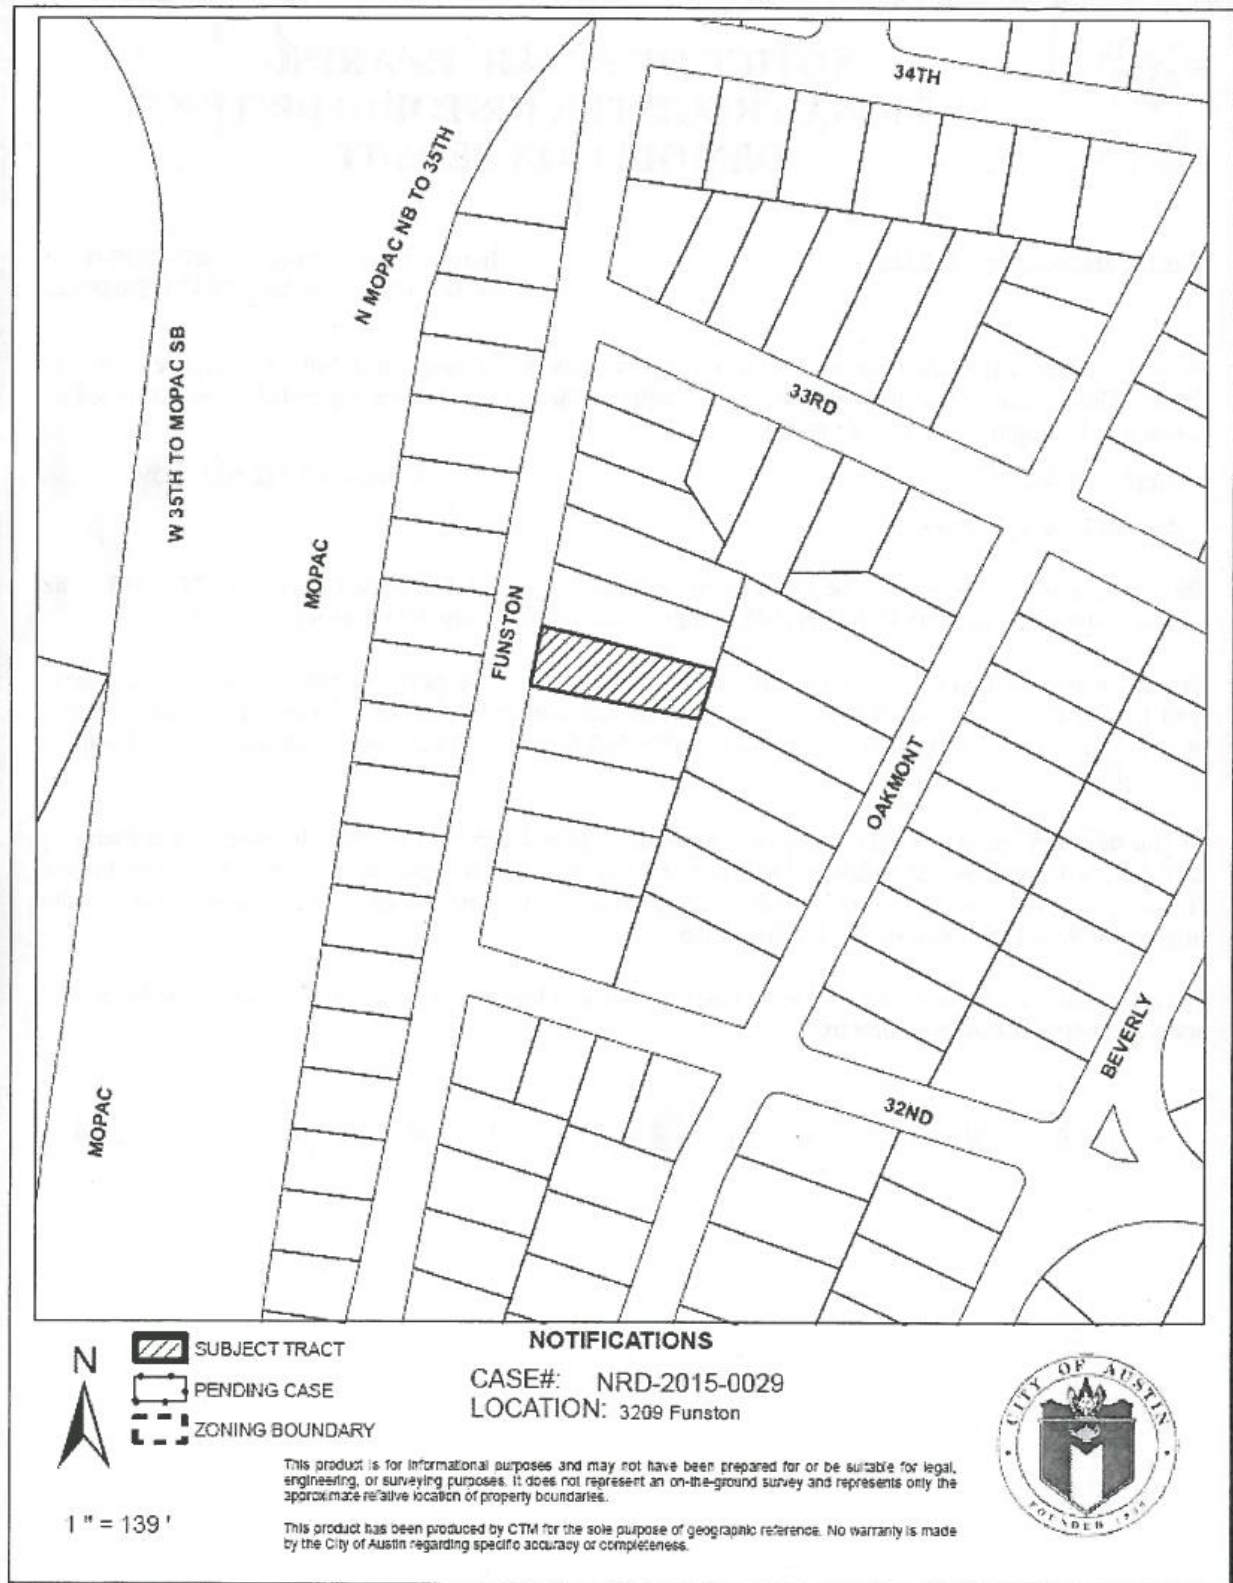 34TH
N MOPAC NB TO 35TH
33RD
W 35TH TO MOPAC SB
MOPAC
FUNSTON
OAKMONT
BEVERLY
32ND
MOPAC
N
SUBJECT TRACT
PENDING CASE
ZONING BOUNDARY
1 " = 139 '
NOTIFICATIONS
CASE#: NRD-2015-0029
LOCATION: 3209 Funston
This product is for informational purposes and may not have been prepared for or be suitable for legal,
engineering, or surveying purposes. It does not represent an on-the-ground survey and represents only the
approximate relative location of property boundaries.
This product has been produced by CTM for the sole purpose of geographic reference. No warranty is made
by the City of Austin regarding specific accuracy or completeness.
CITY OF AUSTIN
FOUNDED 1839